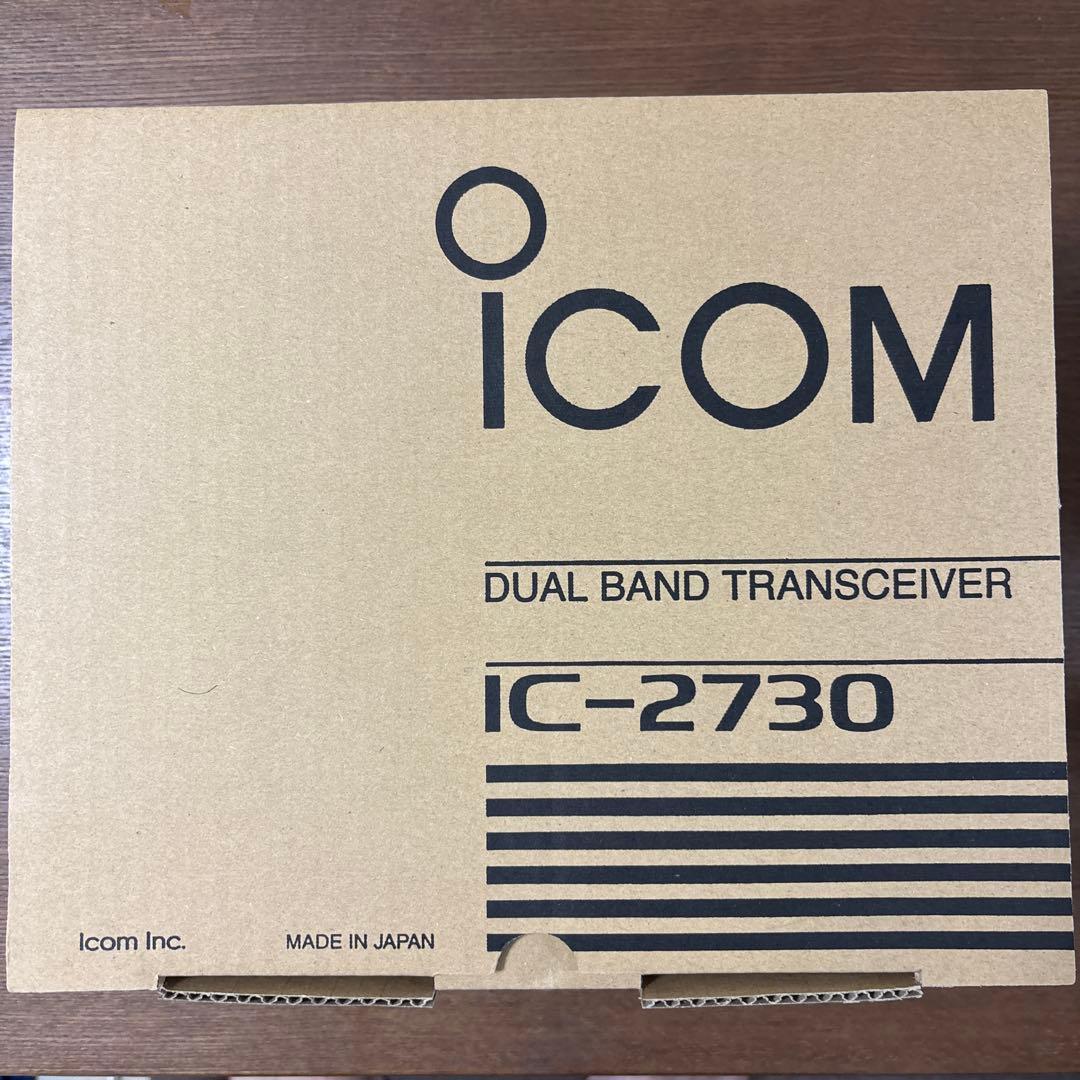 ICOM
DUAL BAND TRANSCEIVER
IC-2730
Icom Inc. MADE IN JAPAN